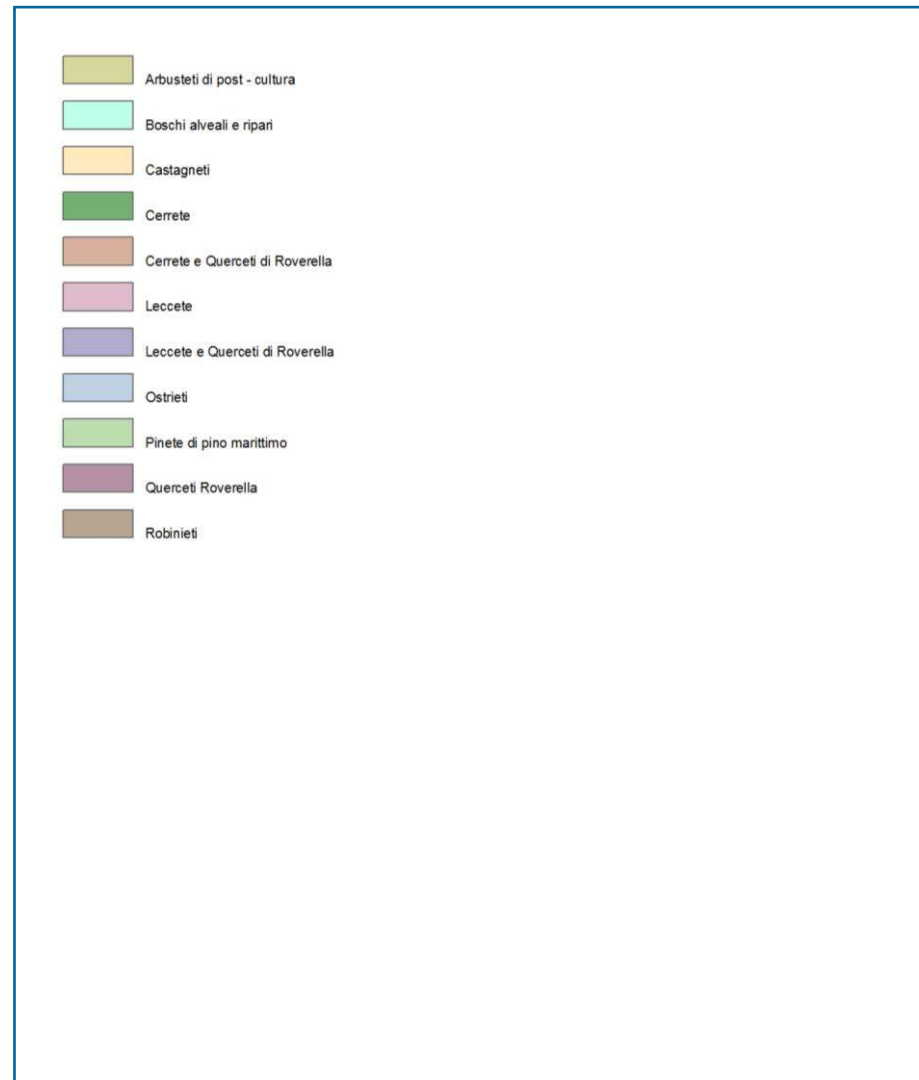 Arbusteti di post - cultura
Boschi alveali e ripari
Castagneti
Cerrete
Cerrete e Querceti di Roverella
Leccete
Leccete e Querceti di Roverella
Ostrieti
Pinete di pino marittimo
Querceti Roverella
Robinieti